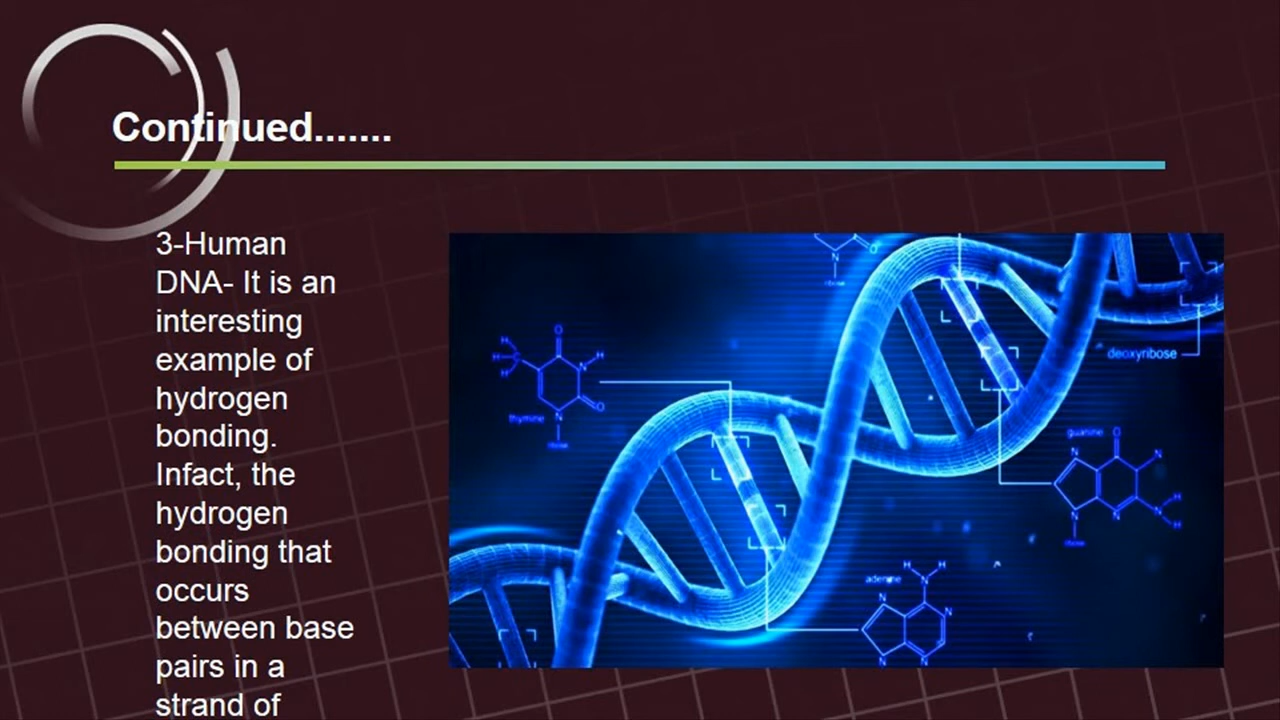 Continued.......
3-Human
DNA- It is an
interesting
example of
hydrogen
bonding.
Infact, the
hydrogen
bonding that
occurs
between base
pairs in a
strand of
deoxyribose
thymine
guanine
adenine